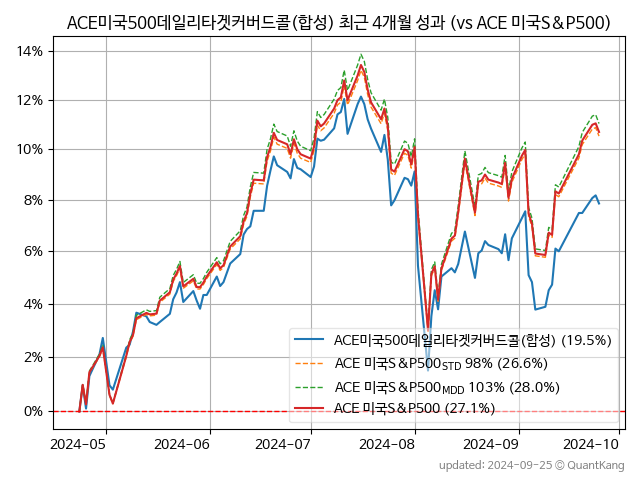 ACE미국500데일리타겟커버드콜(합성) 최근 4개월 성과 (vs ACE 미국S&P500)
14%
12%
10%
8%
6%
4%
2%
0%
ACE미국500데일리타겟커버드콜(합성) (19.5%)
ACE 미국S&P500STD 98% (26.6%)
ACE 미국S&P500MDD 103% (28.0%)
ACE 미국S&P500 (27.1%)
2024-05 2024-06 2024-07 2024-08 2024-09 2024-10
updated: 2024-09-25 © QuantKang